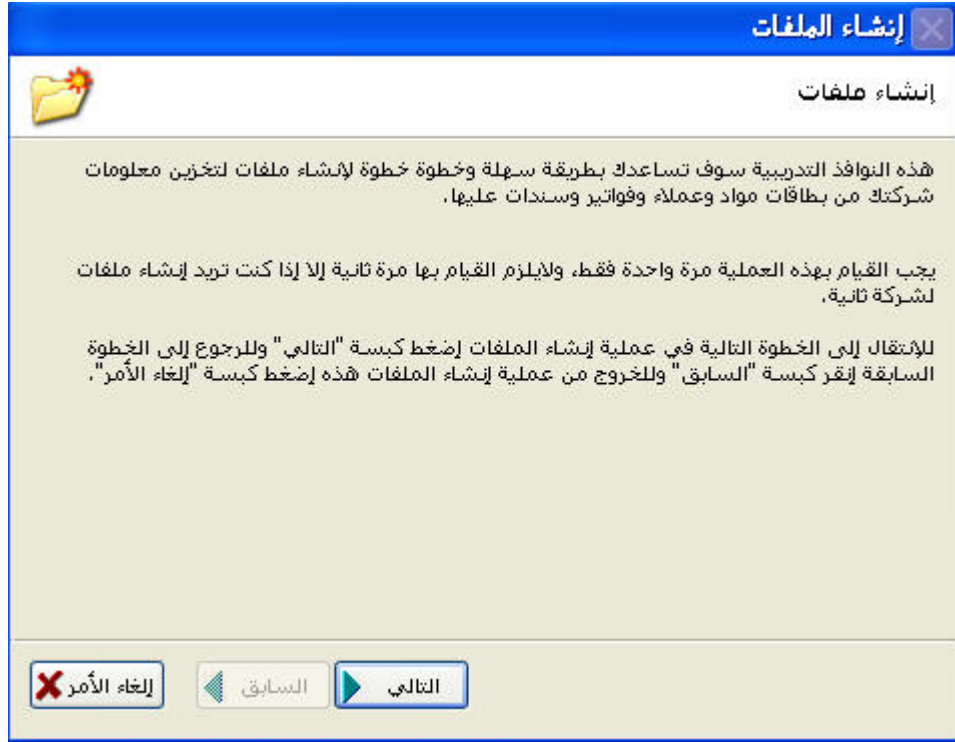 إنشاء الملفات
إنشاء ملفات
هذه النوافذ التدريبية سوف تساعدك بطريقة سهلة وخطوة خطوة لإنشاء ملفات لتخزين معلومات
شركتك من بطاقات مواد وعملاء وفواتير وسندات عليها.
يجب القيام بهذه العملية مرة واحدة فقط، ولايلزم القيام بها مرة ثانية إلا إذا كنت تريد إنشاء ملفات
لشركة ثانية.
للإنتقال إلى الخطوة التالية في عملية إنشاء الملفات إضغط كبسة "التالي" وللرجوع إلى الخطوة
السابقة إنقر كبسة "السابق" وللخروج من عملية إنشاء الملفات هذه إضغط كبسة "إلغاء الأمر".
التالي
السابق
إلغاء الأمر